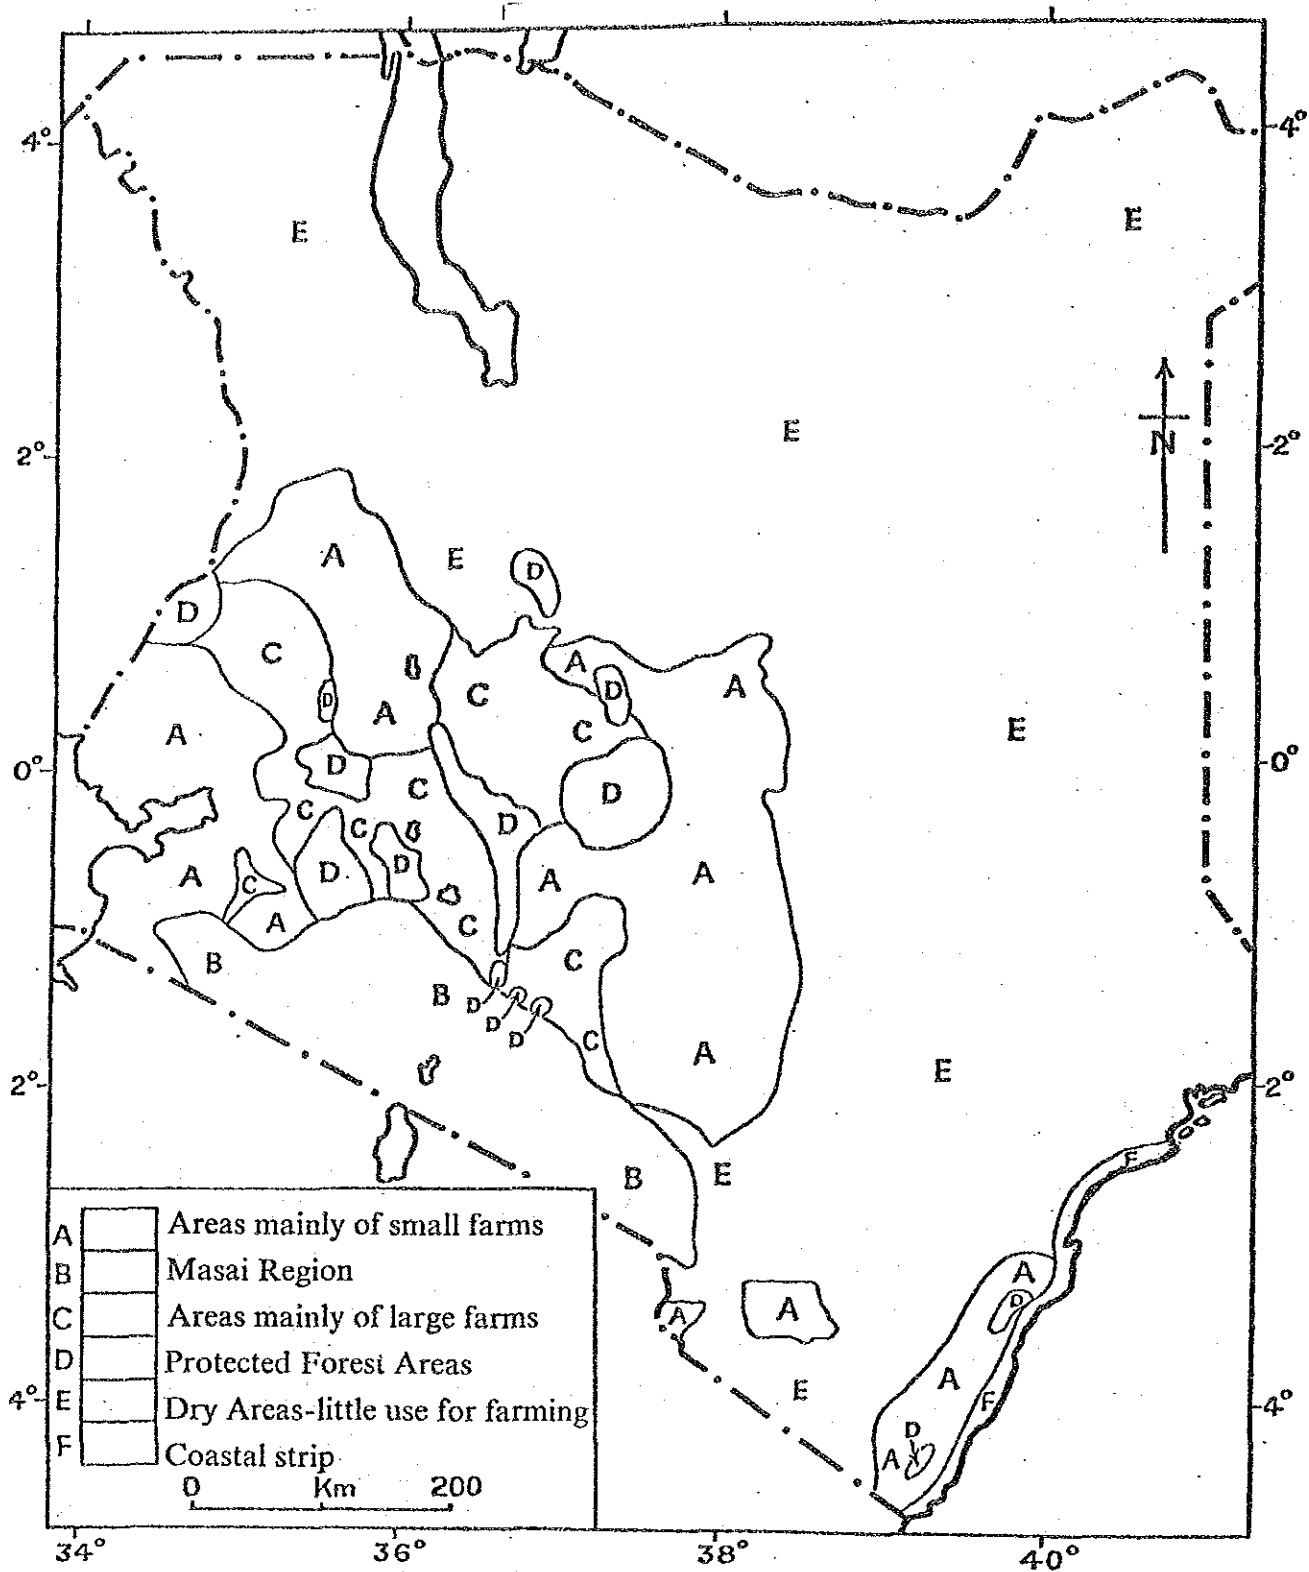 4° 4°
E E
2° E N 2°
A E D
D
C A
C D A
A D A C E
0° D C 0°
C D D
C C
A C D D A A
A C
B C
B D
D
D C
A
2° E 2°
F
B E
A Areas mainly of small farms
B Masai Region
C Areas mainly of large farms
D Protected Forest Areas
E Dry Areas-little use for farming
F Coastal strip
0 Km 200
A
A A D
E A F
4° 4°
D
A
34° 36° 38° 40°